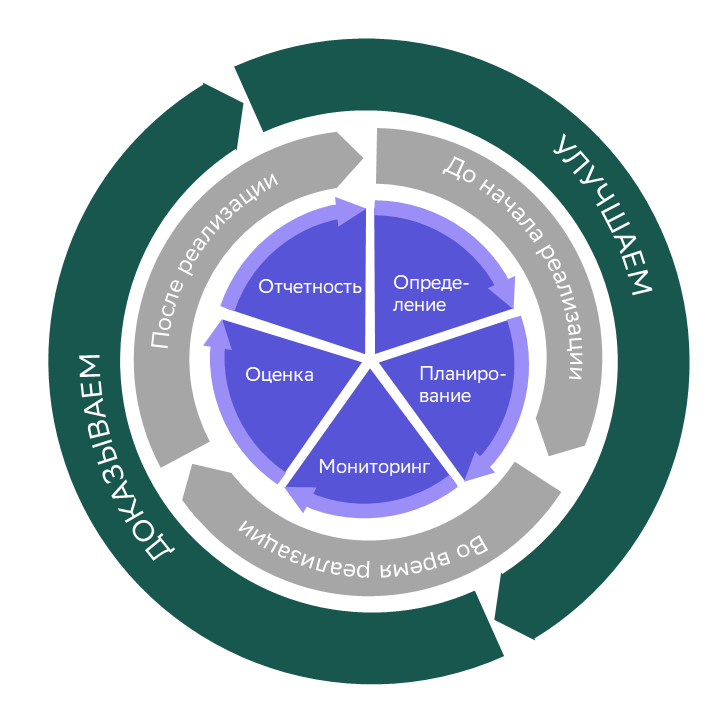 УЛУЧШАЕМ
ДОКАЗЫВАЕМ
До начала реализации
Во время реализации
После реализации
Опреде-
ление
Планиро-
вание
Мониторинг
Оценка
Отчетность